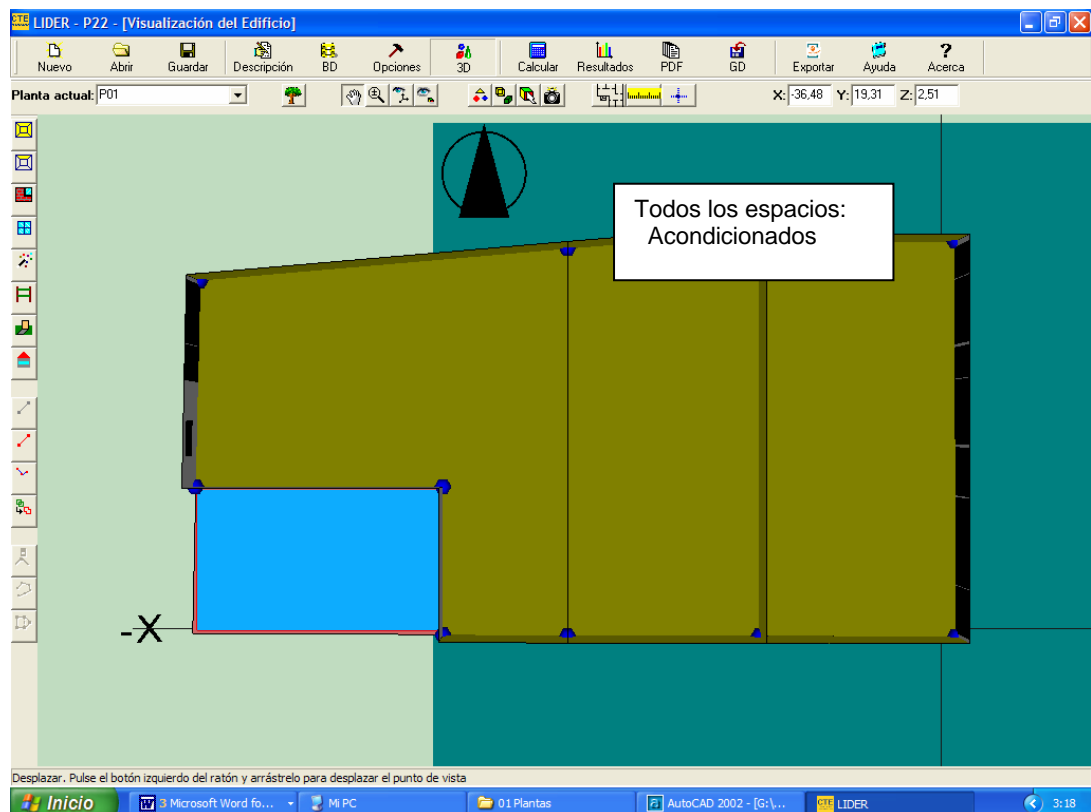 CTE LIDER - P22 - [Visualización del Edificio]
Nuevo Abrir Guardar Descripción BD Opciones 3D Calcular Resultados PDF GD Exportar Ayuda Acerca
Planta actual: P01 X: -36,48 Y: 19,31 Z: 2,51
Todos los espacios:
Acondicionados
-X
Desplazar. Pulse el botón izquierdo del ratón y arrástrelo para desplazar el punto de vista
Inicio 3 Microsoft Word fo... Mi PC 01 Plantas AutoCAD 2002 - [G:\... CTE LIDER 3:18